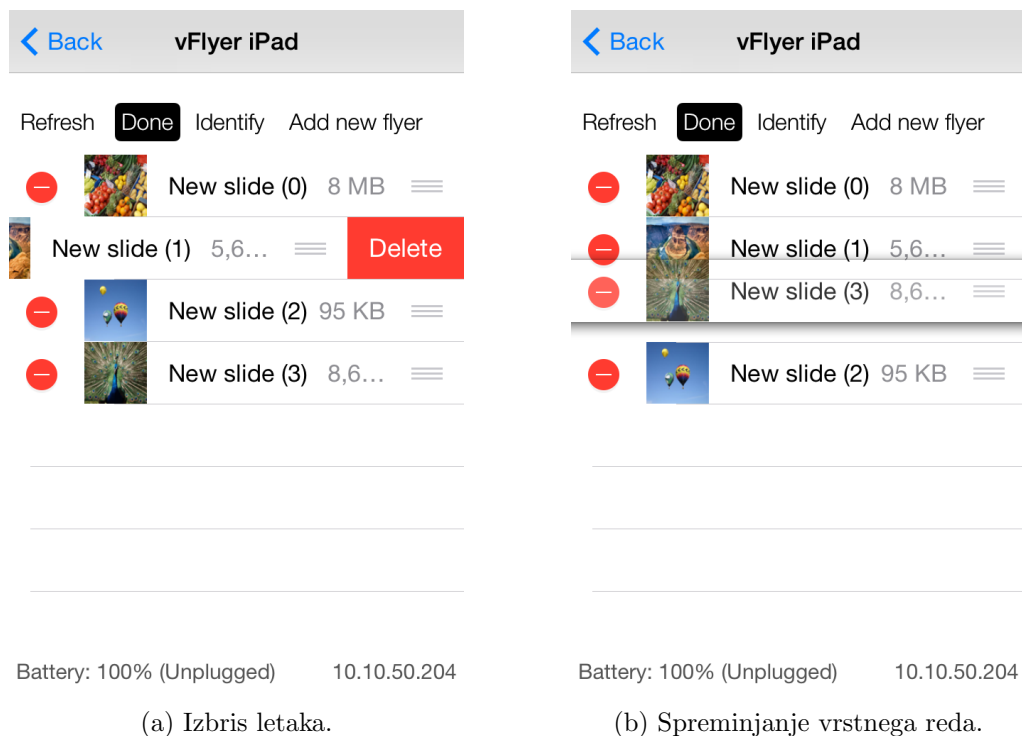 Back vFlyer iPad
Refresh Done Identify Add new flyer
New slide (0) 8 MB
New slide (1) 5,6... Delete
New slide (2) 95 KB
New slide (3) 8,6...
Battery: 100% (Unplugged) 10.10.50.204
(a) Izbris letaka.
Back vFlyer iPad
Refresh Done Identify Add new flyer
New slide (0) 8 MB
New slide (1) 5,6...
New slide (3) 8,6...
New slide (2) 95 KB
Battery: 100% (Unplugged) 10.10.50.204
(b) Spreminjanje vrstnega reda.